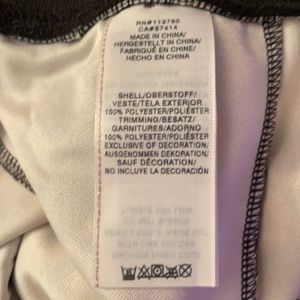 RN#112790
CA#57414
MADE IN CHINA/
HERGESTELLT IN CHINA/
FABRIQUÉ EN CHINE/
HECHO EN CHINA
SHELL/OBERSTOFF/
VESTE/TELA EXTERIOR
100% POLYESTER/POLIÉSTER
TRIMMING/BESATZ/
GARNITURES/ADORNO
100% POLYESTER/POLIÉSTER
EXCLUSIVE OF DECORATION/
AUSGENOMMEN DEKORATION/
SAUF DÉCORATION/
NO INCLUYE LA DECORACIÓN